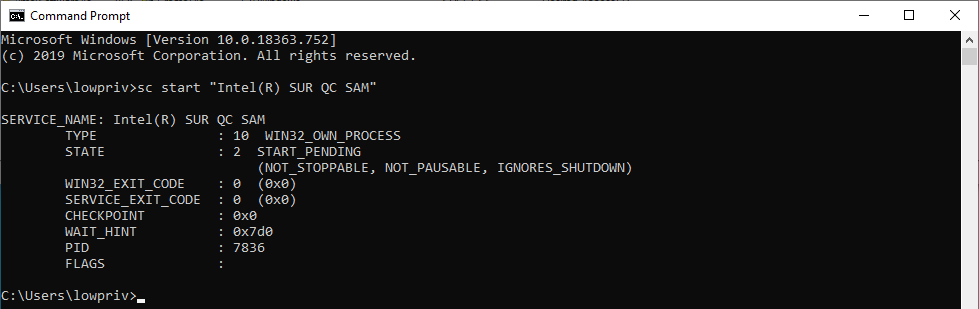 Command Prompt
Microsoft Windows [Version 10.0.18363.752]
(c) 2019 Microsoft Corporation. All rights reserved.
C:\Users\lowpriv>sc start "Intel(R) SUR QC SAM"
SERVICE_NAME: Intel(R) SUR QC SAM
        TYPE               : 10  WIN32_OWN_PROCESS
        STATE              : 2  START_PENDING
                                (NOT_STOPPABLE, NOT_PAUSABLE, IGNORES_SHUTDOWN)
        WIN32_EXIT_CODE    : 0  (0x0)
        SERVICE_EXIT_CODE  : 0  (0x0)
        CHECKPOINT         : 0x0
        WAIT_HINT          : 0x7d0
        PID                : 7836
        FLAGS              :
C:\Users\lowpriv>